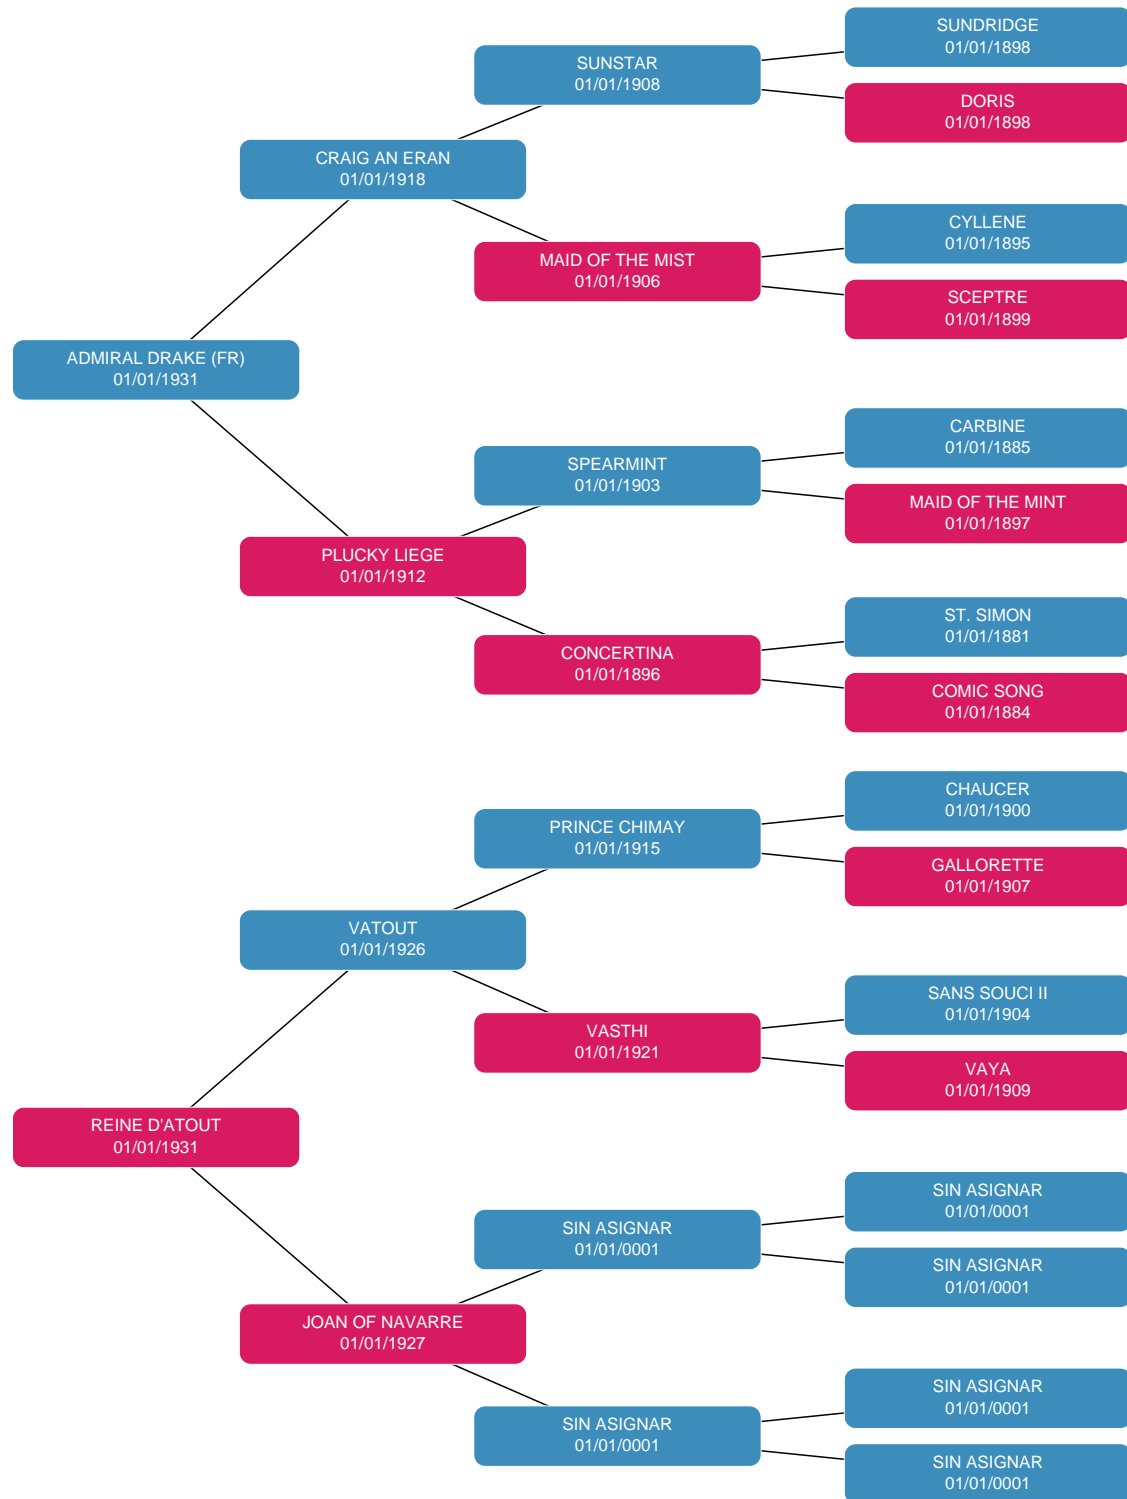 SUNDRIDGE
01/01/1898
SUNSTAR
01/01/1908
DORIS
01/01/1898
CRAIG AN ERAN
01/01/1918
CYLLENE
01/01/1895
MAID OF THE MIST
01/01/1906
SCEPTRE
01/01/1899
ADMIRAL DRAKE (FR)
01/01/1931
CARBINE
01/01/1885
SPEARMINT
01/01/1903
MAID OF THE MINT
01/01/1897
PLUCKY LIEGE
01/01/1912
ST. SIMON
01/01/1881
CONCERTINA
01/01/1896
COMIC SONG
01/01/1884
CHAUCER
01/01/1900
PRINCE CHIMAY
01/01/1915
GALLORETTE
01/01/1907
VATOUT
01/01/1926
SANS SOUCI II
01/01/1904
VASTHI
01/01/1921
VAYA
01/01/1909
REINE D'ATOUT
01/01/1931
SIN ASIGNAR
01/01/0001
SIN ASIGNAR
01/01/0001
SIN ASIGNAR
01/01/0001
JOAN OF NAVARRE
01/01/1927
SIN ASIGNAR
01/01/0001
SIN ASIGNAR
01/01/0001
SIN ASIGNAR
01/01/0001